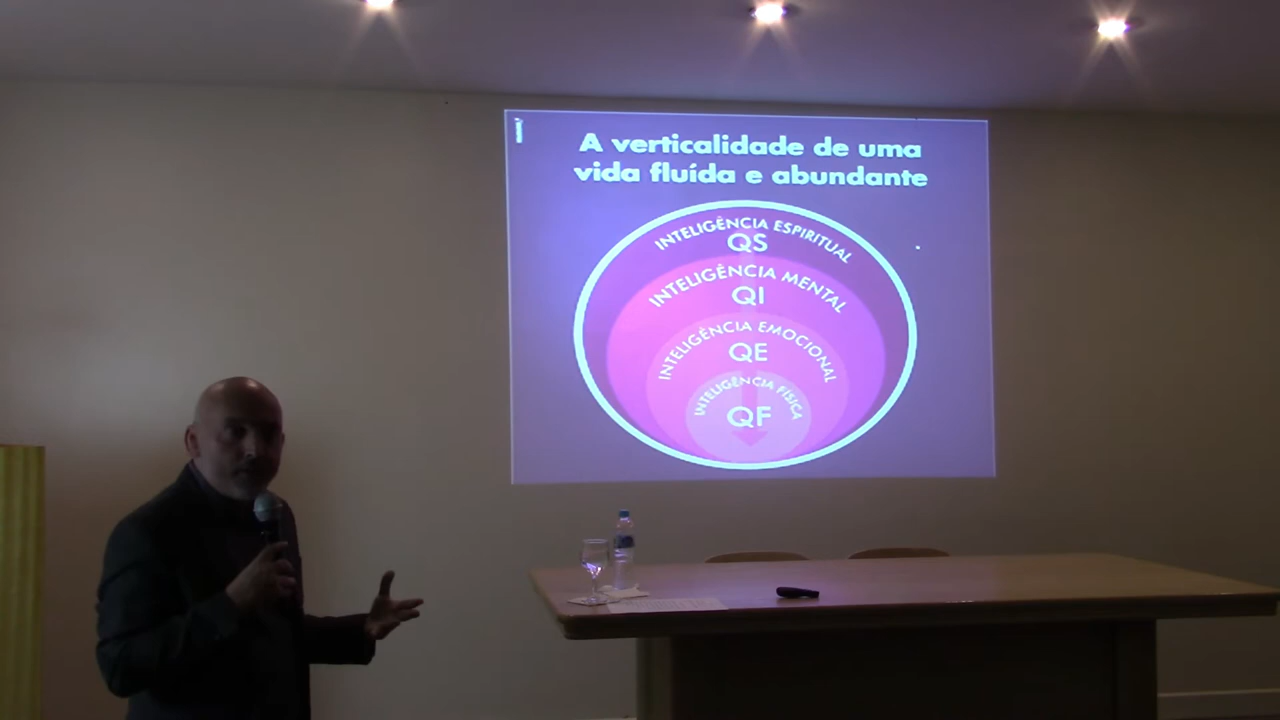 A verticalidade de uma
vida fluída e abundante
INTELIGÊNCIA ESPIRITUAL
QS
INTELIGÊNCIA MENTAL
QI
INTELIGÊNCIA EMOCIONAL
QE
INTELIGÊNCIA FÍSICA
QF